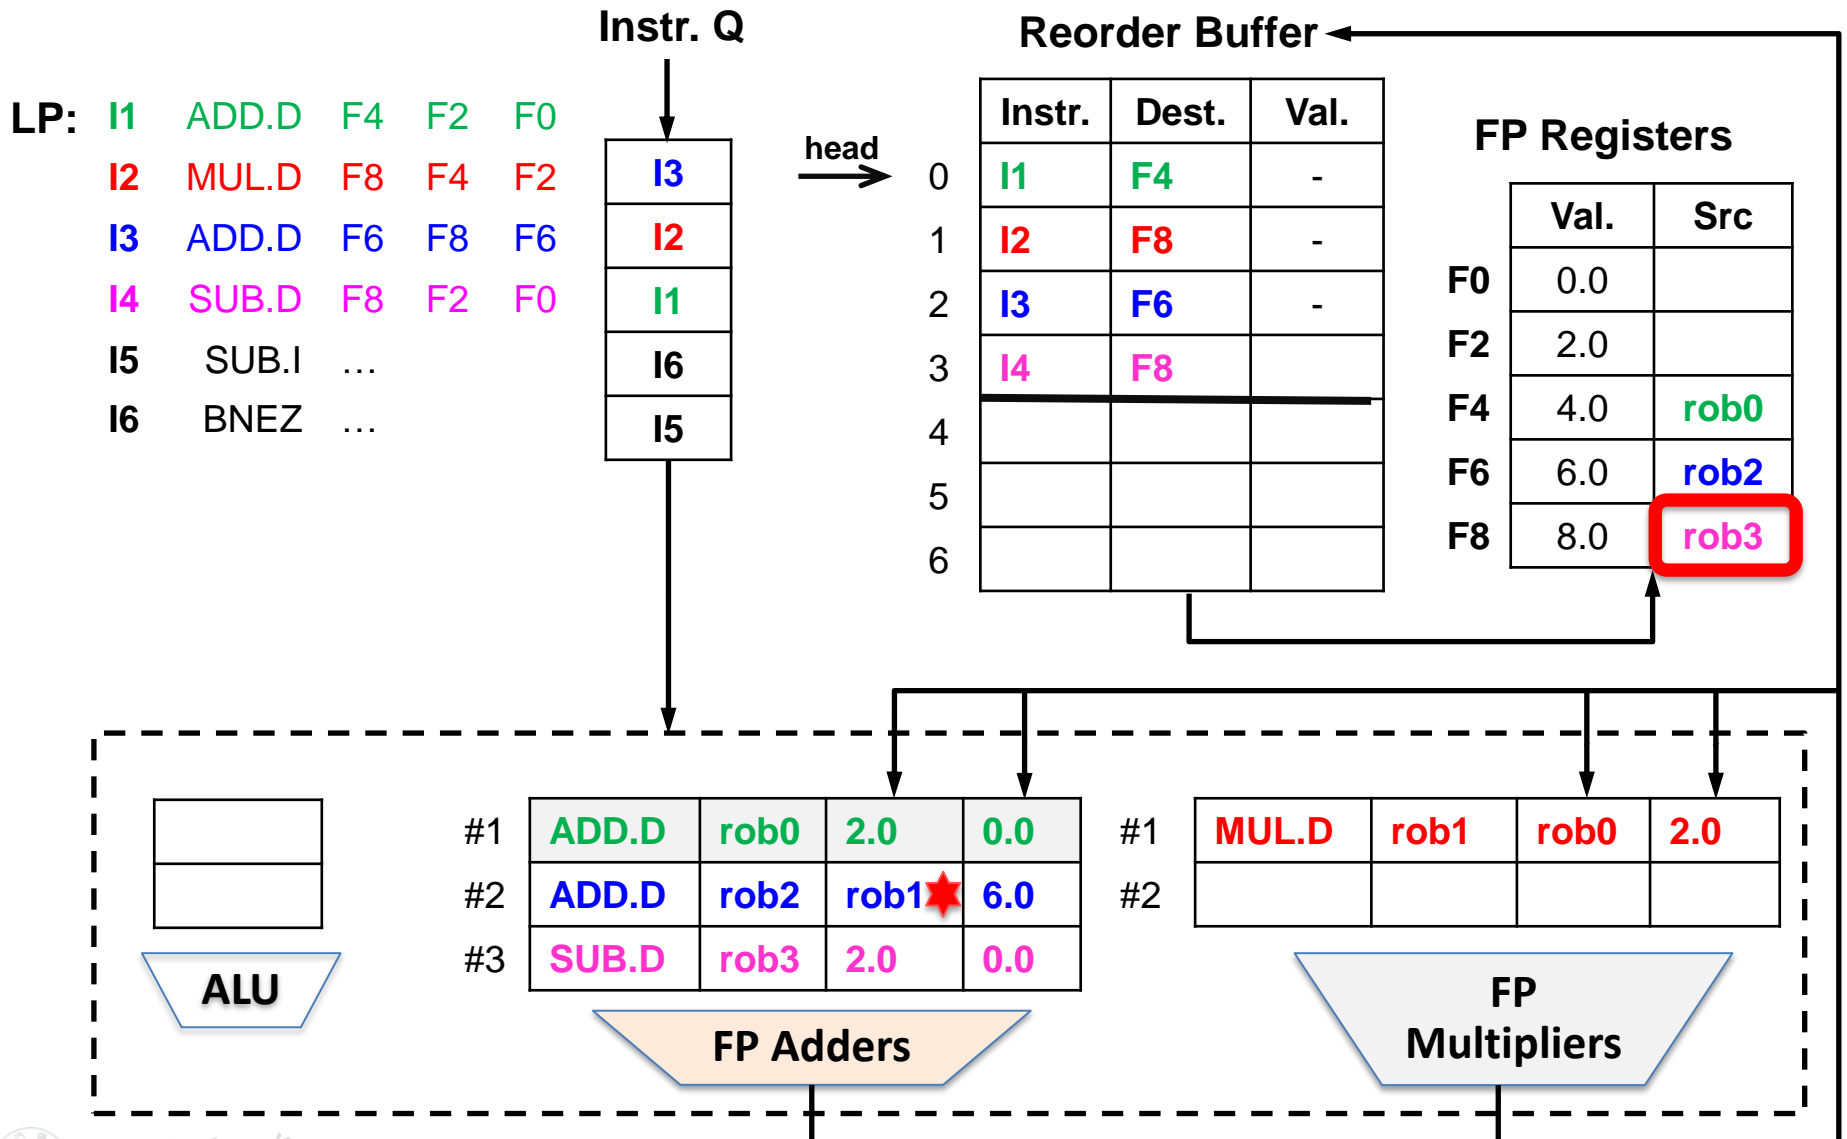 Instr. Q
Reorder Buffer
LP: I1 ADD.D F4 F2 F0
I2 MUL.D F8 F4 F2
I3 ADD.D F6 F8 F6
I4 SUB.D F8 F2 F0
I5 SUB.I …
I6 BNEZ …
I3
I2
I1
I6
I5
head
Instr. Dest. Val.
0 I1 F4 -
1 I2 F8 -
2 I3 F6 -
3 I4 F8
4
5
6
FP Registers
Val. Src
F0 0.0
F2 2.0
F4 4.0 rob0
F6 6.0 rob2
F8 8.0 rob3
ALU
#1 ADD.D rob0 2.0 0.0
#2 ADD.D rob2 rob1 6.0
#3 SUB.D rob3 2.0 0.0
FP Adders
#1 MUL.D rob1 rob0 2.0
#2
FP
Multipliers